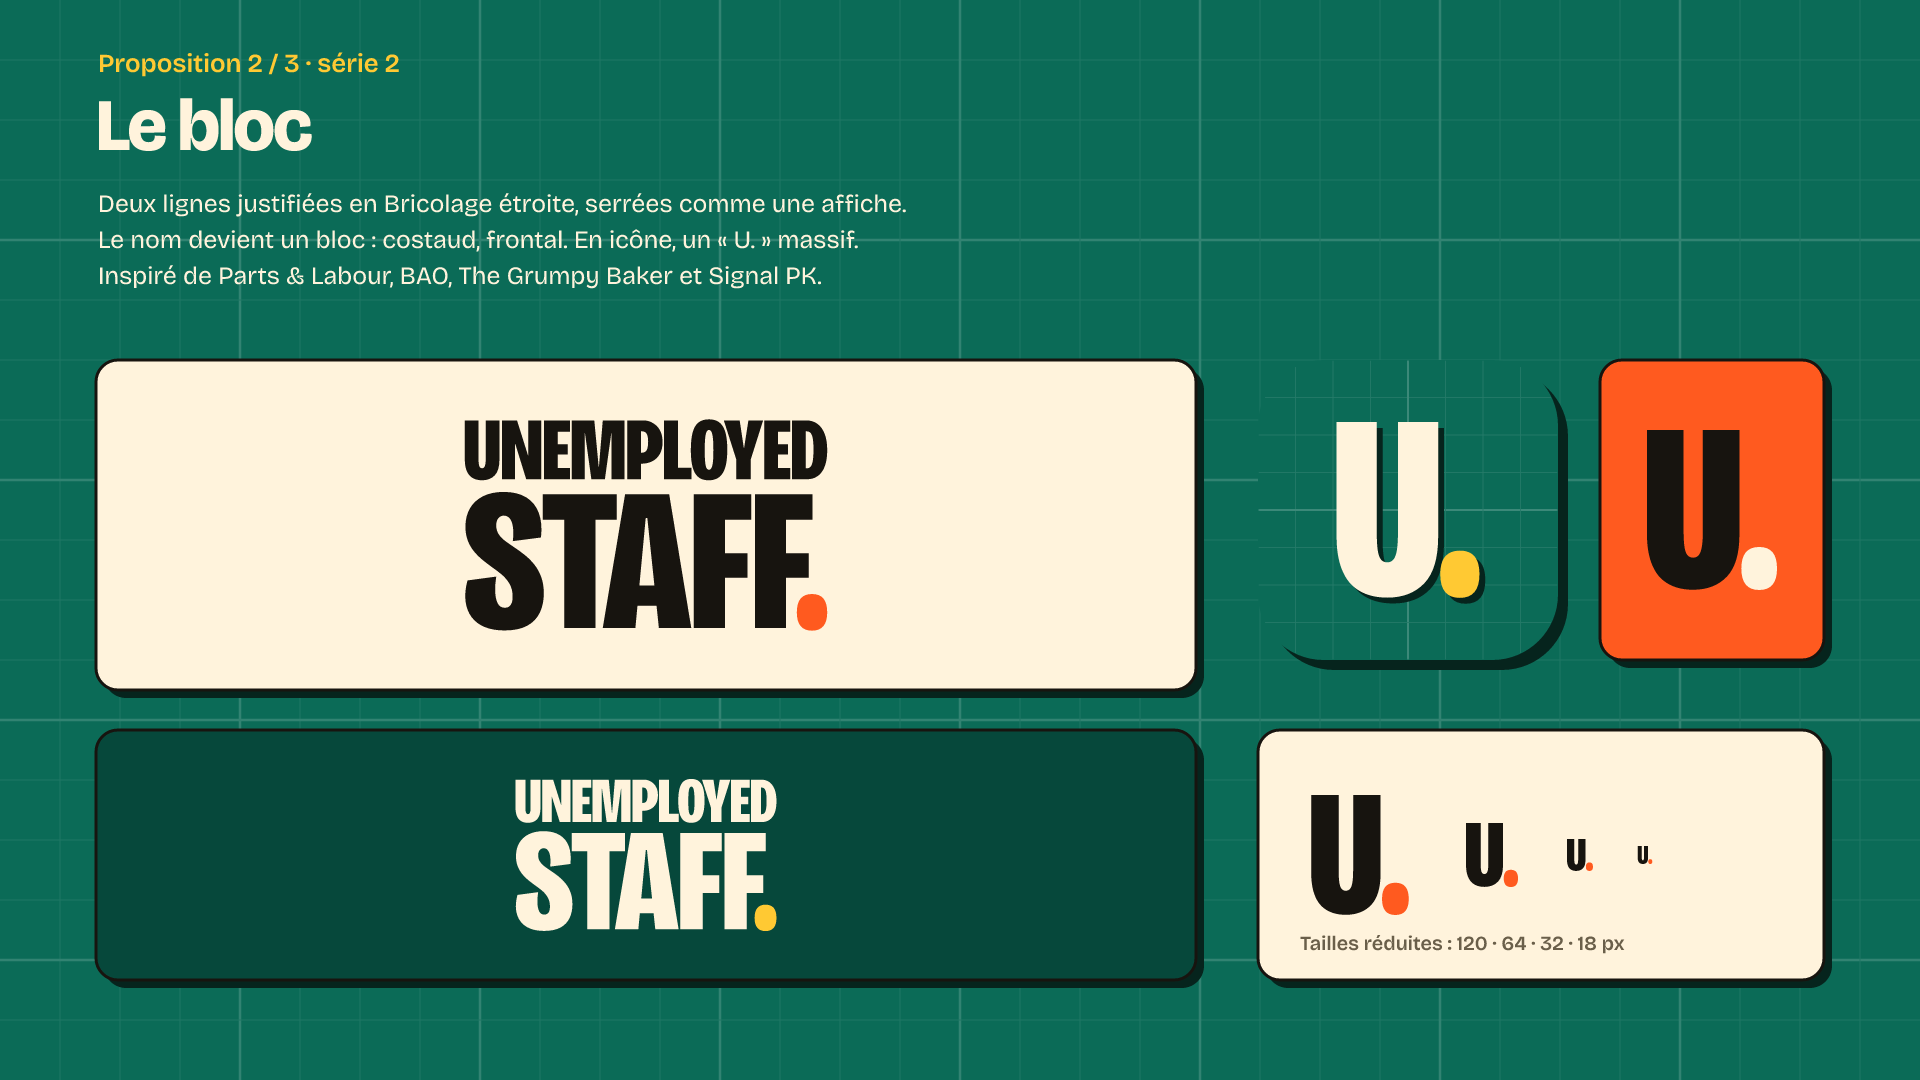 Proposition 2 / 3 · série 2
Le bloc
Deux lignes justifiées en Bricolage étroite, serrées comme une affiche.
Le nom devient un bloc : costaud, frontal. En icône, un « U. » massif.
Inspiré de Parts & Labour, BAO, The Grumpy Baker et Signal PK.
UNEMPLOYED
STAFF.
U.
U.
UNEMPLOYED
STAFF.
U. U. U. U.
Tailles réduites : 120 · 64 · 32 · 18 px